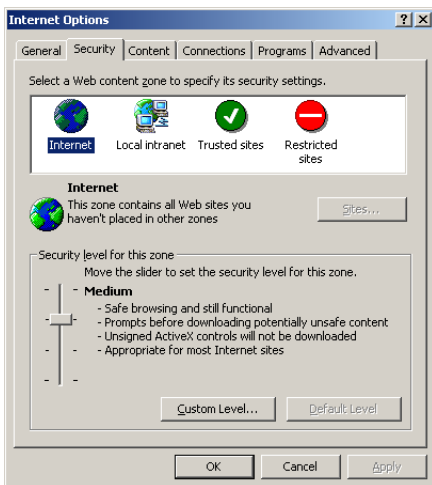 Internet Options
General Security Content Connections Programs Advanced
Select a Web content zone to specify its security settings.
Internet Local intranet Trusted sites Restricted
sites
Internet
This zone contains all Web sites you
haven't placed in other zones
Sites...
Security level for this zone
Move the slider to set the security level for this zone.
Medium
- Safe browsing and still functional
- Prompts before downloading potentially unsafe content
- Unsigned ActiveX controls will not be downloaded
- Appropriate for most Internet sites
Custom Level... Default Level
OK Cancel Apply